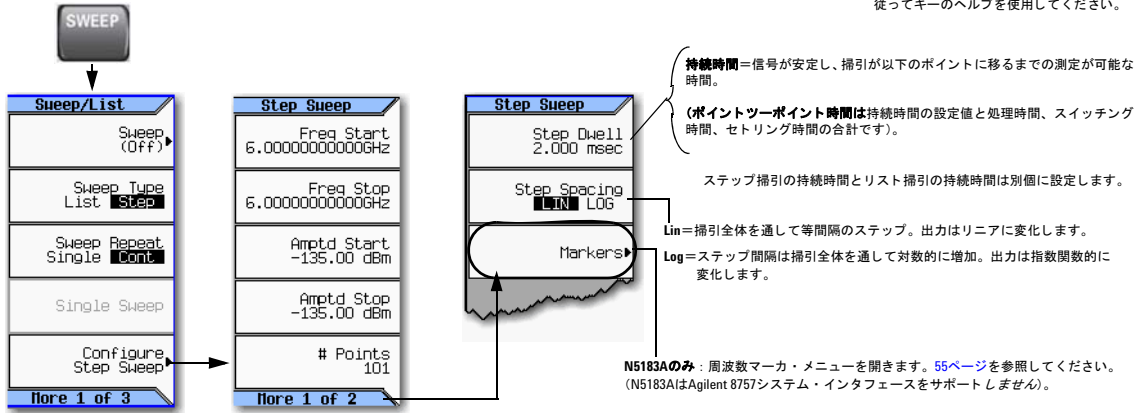 従ってキーのヘルプを使用してください。
SWEEP
Sweep/List
Sweep
(Off)
Sweep Type
List Step
Sweep Repeat
Single Cont
Single Sweep
Configure
Step Sweep
More 1 of 3
Step Sweep
Freq Start
6.00000000000GHz
Freq Stop
6.00000000000GHz
Amptd Start
-135.00 dBm
Amptd Stop
-135.00 dBm
# Points
101
More 1 of 2
Step Sweep
Step Dwell
2.000 msec
Step Spacing
LIN LOG
Markers
持続時間＝信号が安定し、掃引が以下のポイントに移るまでの測定が可能な
時間。
(ポイントツーポイント時間は持続時間の設定値と処理時間、スイッチング
時間、セトリング時間の合計です)。
ステップ掃引の持続時間とリスト掃引の持続時間は別個に設定します。
Lin＝掃引全体を通して等間隔のステップ。出力はリニアに変化します。
Log＝ステップ間隔は掃引全体を通して対数的に増加。出力は指数関数的に
変化します。
N5183Aのみ：周波数マーカ・メニューを開きます。55ページを参照してください。
(N5183AはAgilent 8757システム・インタフェースをサポートしません)。